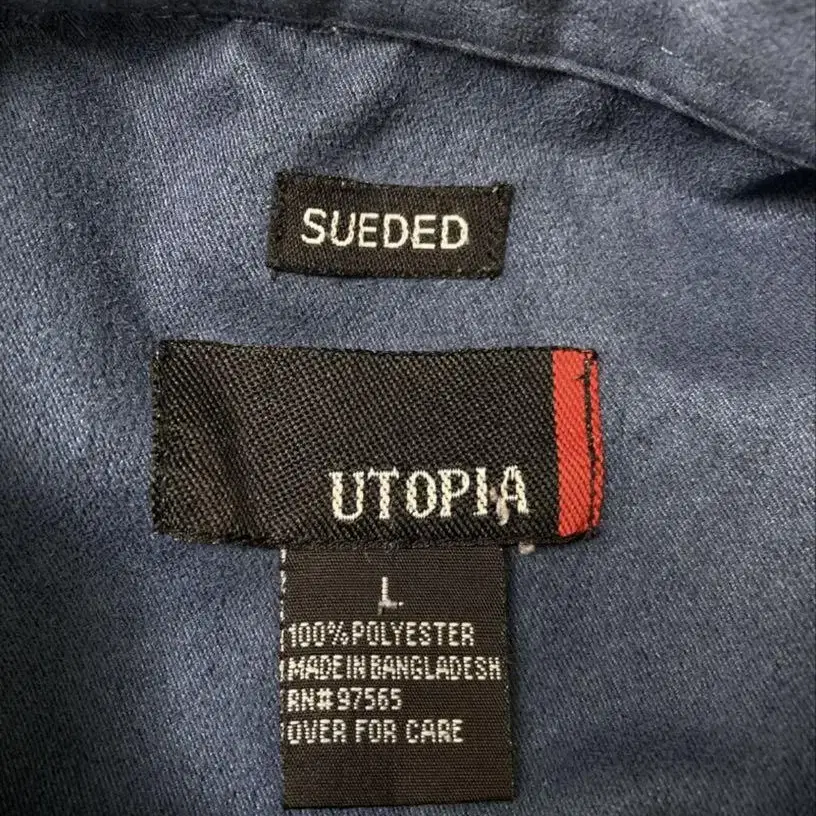 SUEDED
UTOPIA
L
100% POLYESTER
MADE IN BANGLADESH
RN# 97565
OVER FOR CARE